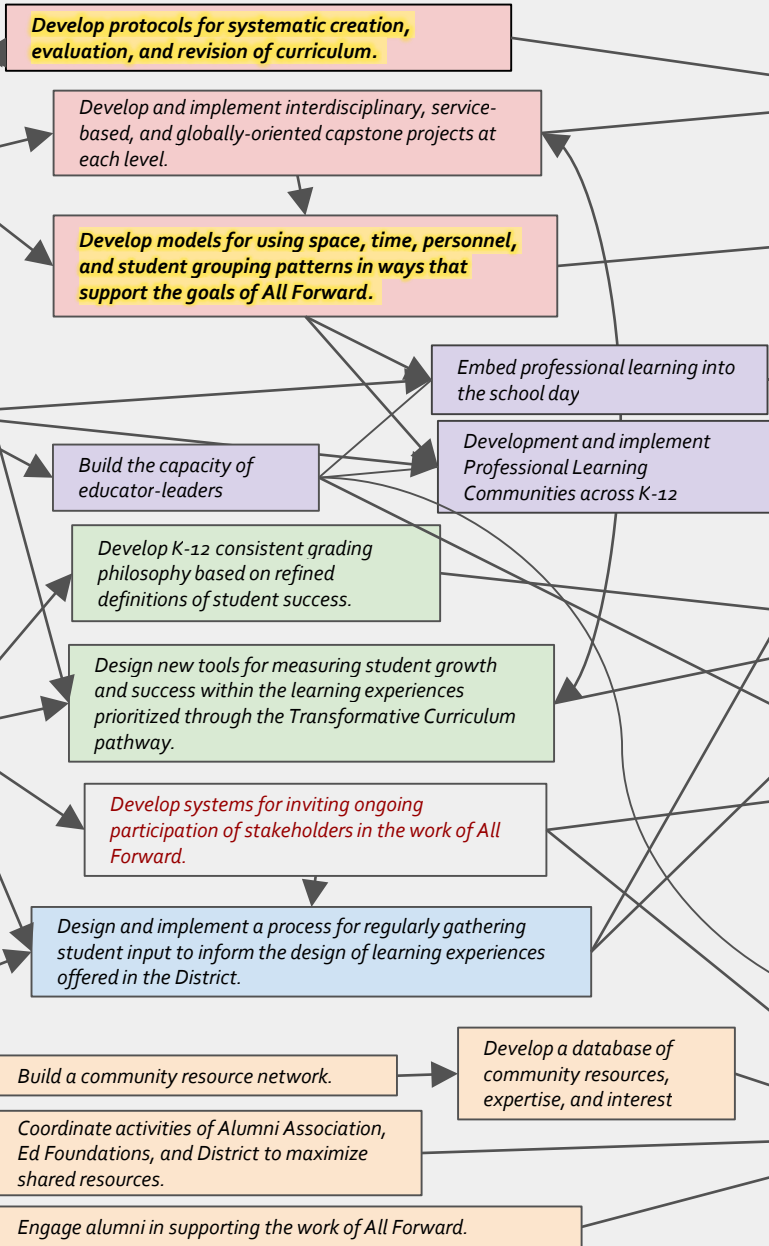 Develop protocols for systematic creation,
evaluation, and revision of curriculum.
Develop and implement interdisciplinary, service-
based, and globally-oriented capstone projects at
each level.
Develop models for using space, time, personnel,
and student grouping patterns in ways that
support the goals of All Forward.
Embed professional learning into
the school day
Development and implement
Professional Learning
Communities across K-12
Build the capacity of
educator-leaders
Develop K-12 consistent grading
philosophy based on refined
definitions of student success.
Design new tools for measuring student growth
and success within the learning experiences
prioritized through the Transformative Curriculum
pathway.
Develop systems for inviting ongoing
participation of stakeholders in the work of All
Forward.
Design and implement a process for regularly gathering
student input to inform the design of learning experiences
offered in the District.
Build a community resource network.
Develop a database of
community resources,
expertise, and interest
Coordinate activities of Alumni Association,
Ed Foundations, and District to maximize
shared resources.
Engage alumni in supporting the work of All Forward.